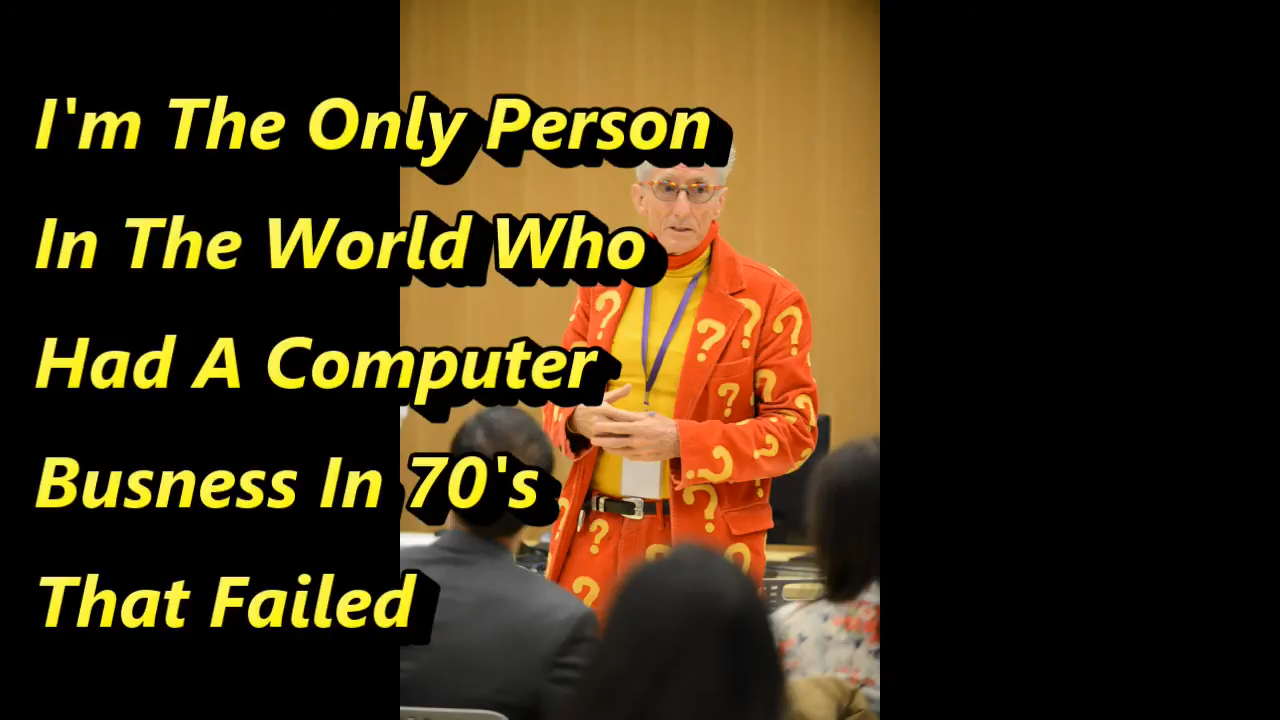 I'm The Only Person
In The World Who
Had A Computer
Busness In 70's
That Failed